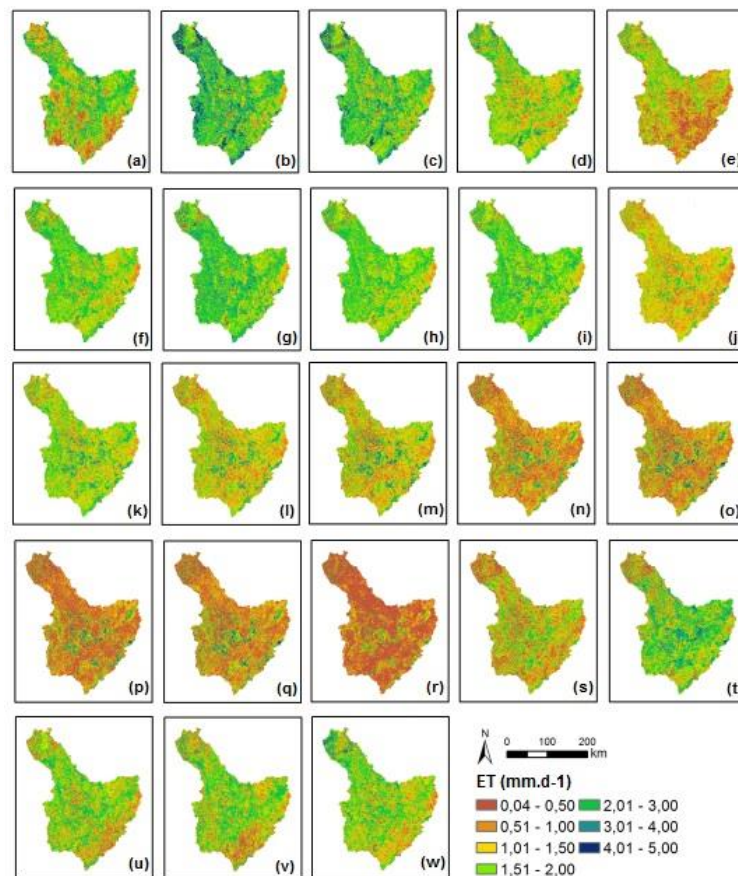 (a) (b) (c) (d) (e)
(f) (g) (h) (i) (j)
(k) (l) (m) (n) (o)
(p) (q) (r) (s) (t)
(u) (v) (w)
N 0 100 200
km
ET (mm.d-1)
0,04 - 0,50 2,01 - 3,00
0,51 - 1,00 3,01 - 4,00
1,01 - 1,50 4,01 - 5,00
1,51 - 2,00